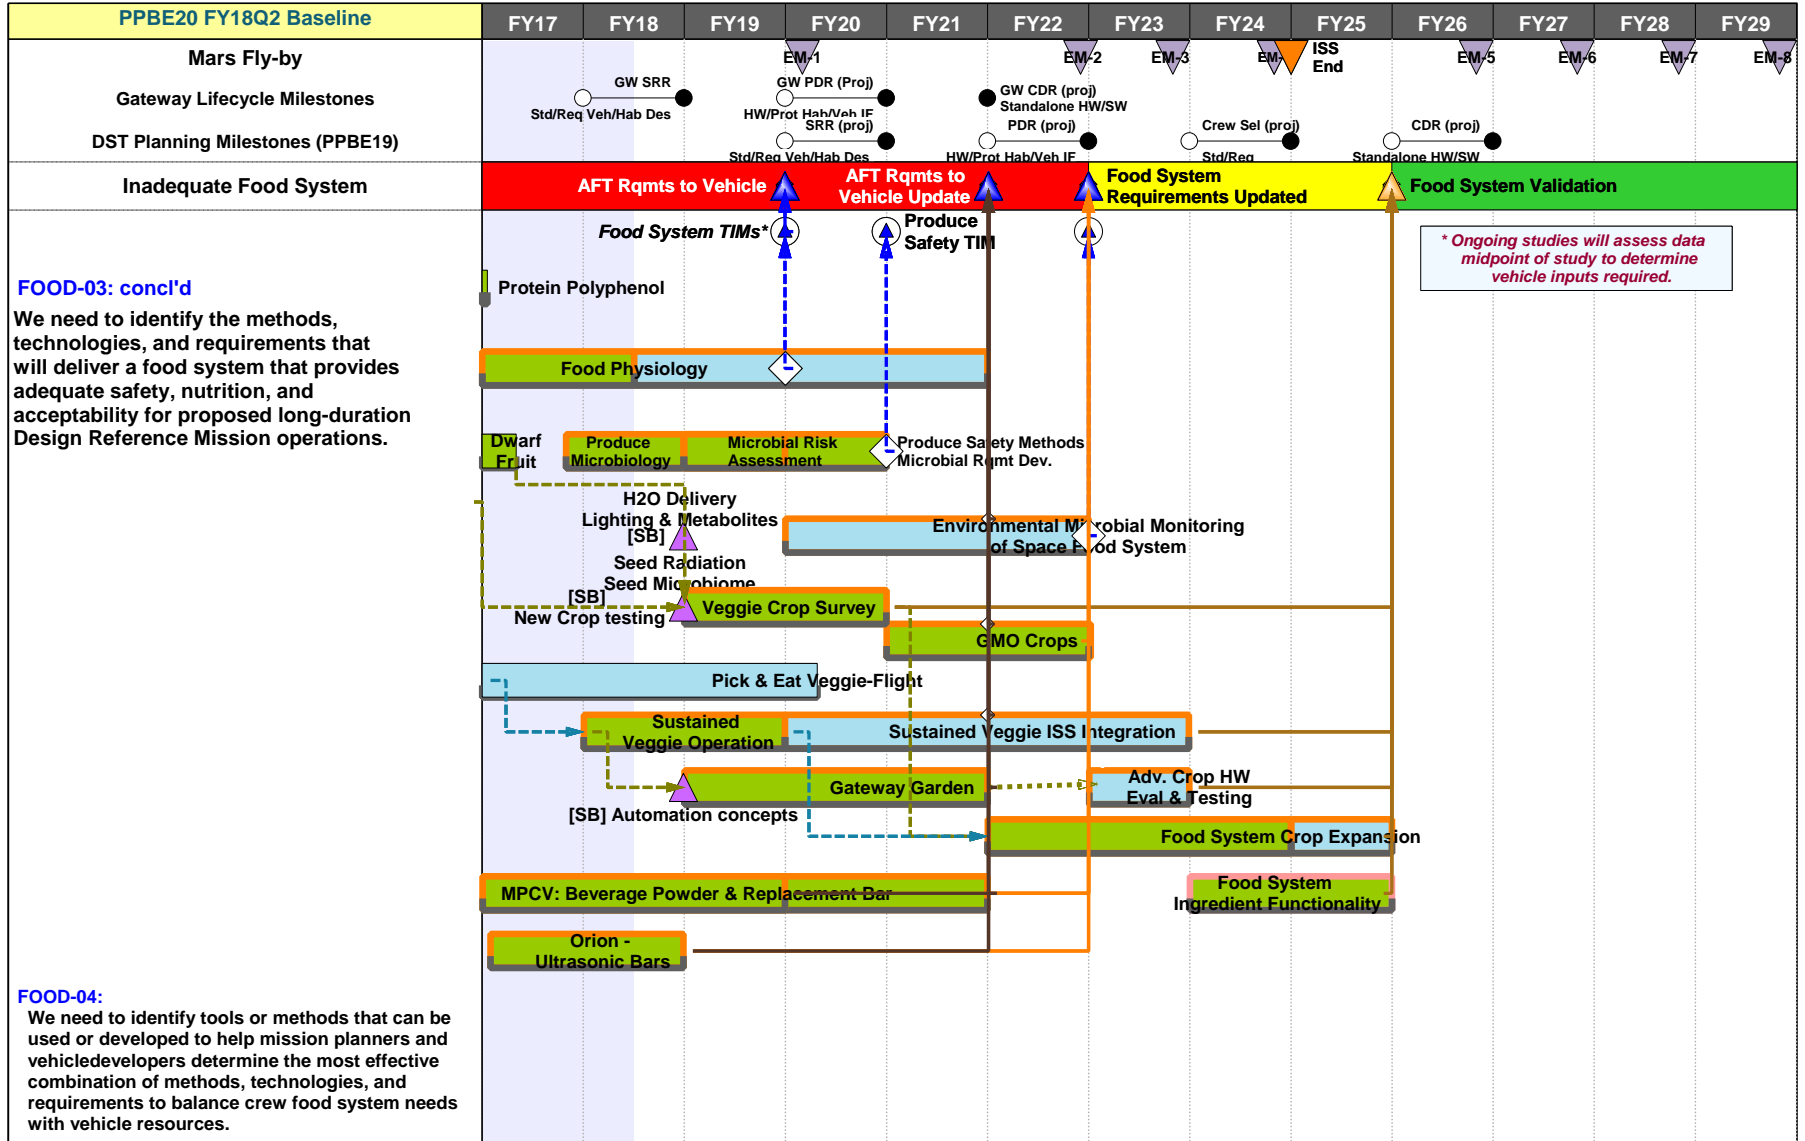 PPBE20 FY18Q2 Baseline
FY17 FY18 FY19 FY20 FY21 FY22 FY23 FY24 FY25 FY26 FY27 FY28 FY29
Mars Fly-by
EM-1 EM-2 EM-3 EM- ISS EM-5 EM-6 EM-7 EM-8
End
Gateway Lifecycle Milestones
GW SRR GW PDR (Proj) GW CDR (proj)
Standalone HW/SW
Std/Req Veh/Hab Des HW/Prot Hab/Veh IF
DST Planning Milestones (PPBE19)
SRR (proj) PDR (proj) Crew Sel (proj) CDR (proj)
Std/Req Veh/Hab Des HW/Prot Hab/Veh IF Std/Req Standalone HW/SW
Inadequate Food System
AFT Rqmts to Vehicle
AFT Rqmts to
Vehicle Update
Food System
Requirements Updated
Food System Validation
Food System TIMs*
Produce
Safety TIM
* Ongoing studies will assess data
midpoint of study to determine
vehicle inputs required.
FOOD-03: concl'd
We need to identify the methods,
technologies, and requirements that
will deliver a food system that provides
adequate safety, nutrition, and
acceptability for proposed long-duration
Design Reference Mission operations.
Protein Polyphenol
Food Physiology
Dwarf
Fruit
Produce
Microbiology
Microbial Risk
Assessment
Produce Safety Methods
Microbial Rqmt Dev.
H2O Delivery
Lighting & Metabolites
[SB]
Environmental Microbial Monitoring
of Space Food System
Seed Radiation
Seed Microbiome
[SB]
New Crop testing
Veggie Crop Survey
GMO Crops
Pick & Eat Veggie-Flight
Sustained
Veggie Operation
Sustained Veggie ISS Integration
Gateway Garden
Adv. Crop HW
Eval & Testing
[SB] Automation concepts
Food System Crop Expansion
MPCV: Beverage Powder & Replacement Bar
Food System
Ingredient Functionality
Orion -
Ultrasonic Bars
FOOD-04:
We need to identify tools or methods that can be
used or developed to help mission planners and
vehicledevelopers determine the most effective
combination of methods, technologies, and
requirements to balance crew food system needs
with vehicle resources.